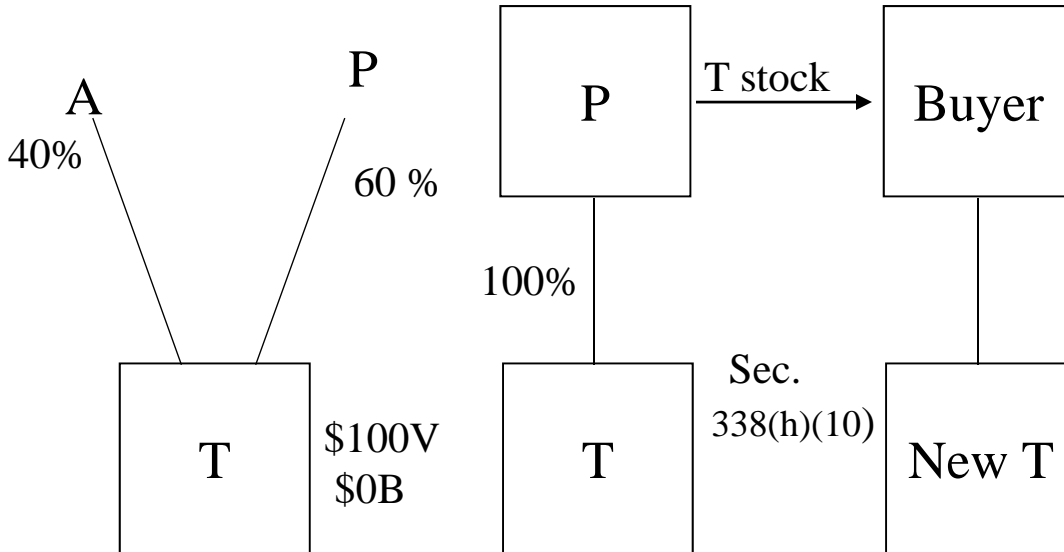 A
P
40%
60 %
T
$100V
$0B
P
T stock
Buyer
100%
Sec.
338(h)(10)
T
New T